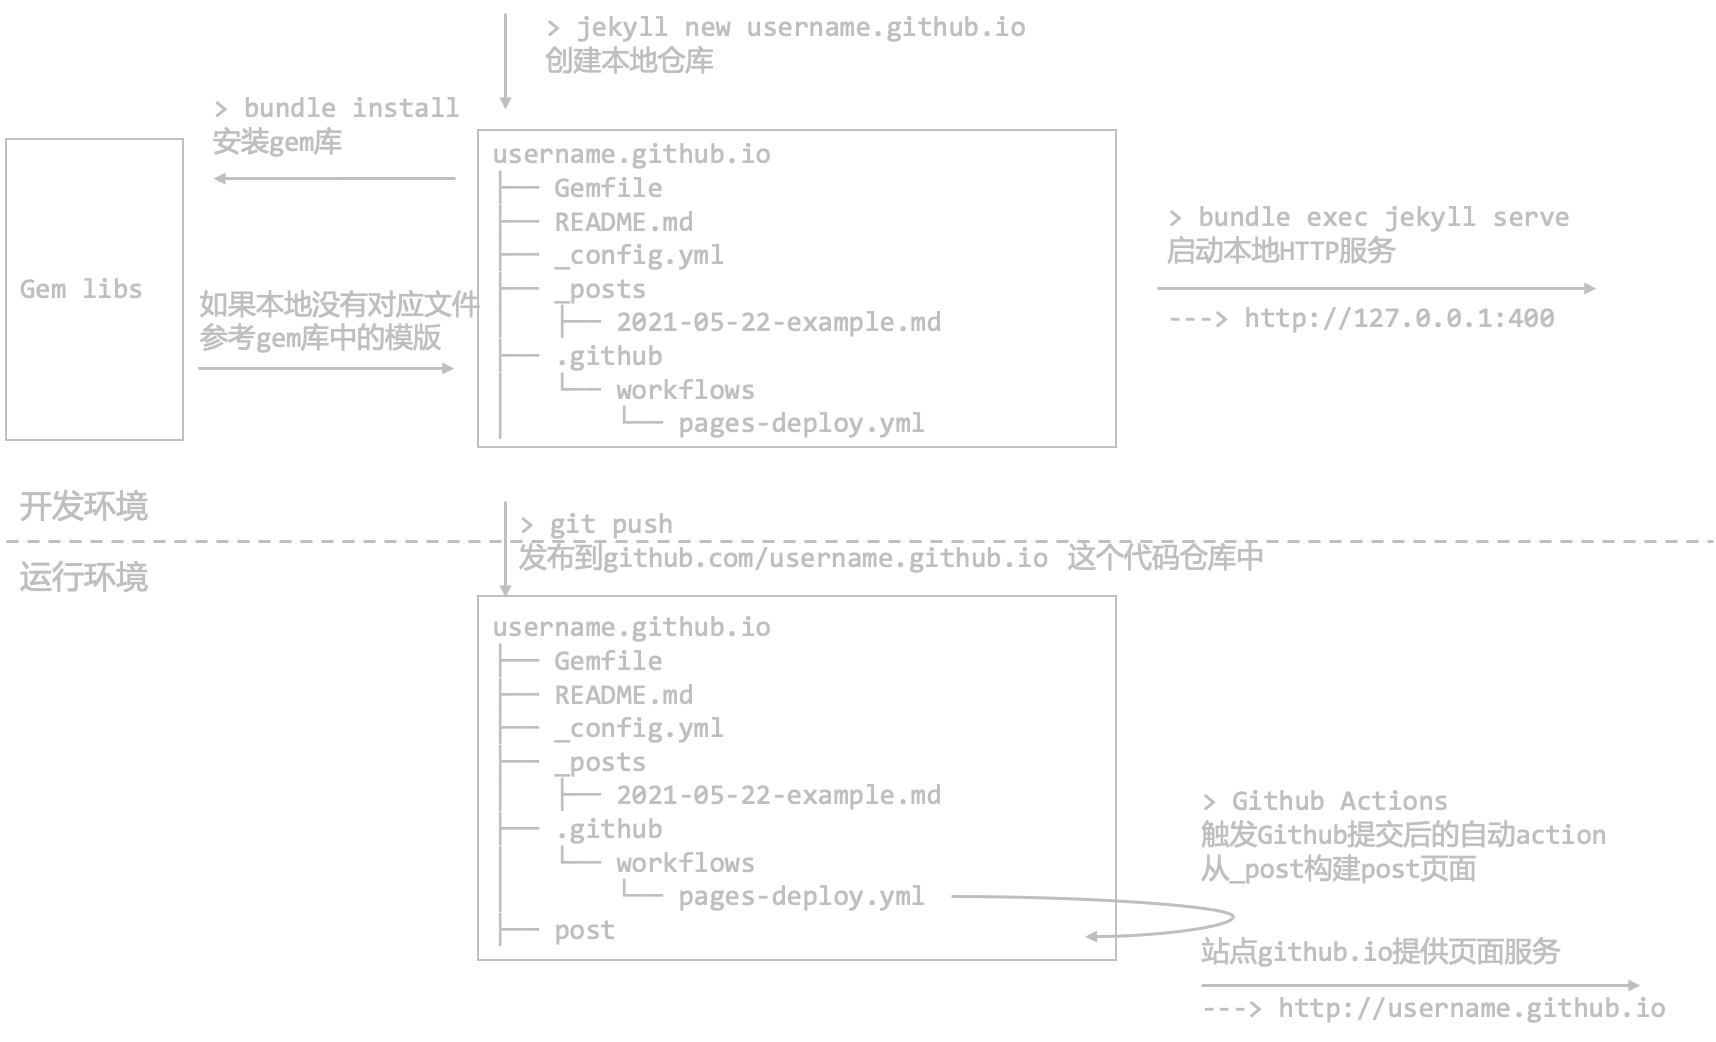 > jekyll new username.github.io
创建本地仓库
> bundle install
安装gem库
Gem libs
如果本地没有对应文件
参考gem库中的模版
username.github.io
├── Gemfile
├── README.md
├── _config.yml
├── _posts
│   ├── 2021-05-22-example.md
├── .github
│   └── workflows
│       └── pages-deploy.yml
> bundle exec jekyll serve
启动本地HTTP服务
---> http://127.0.0.1:400
开发环境
> git push
发布到github.com/username.github.io 这个代码仓库中
运行环境
username.github.io
├── Gemfile
├── README.md
├── _config.yml
├── _posts
│   ├── 2021-05-22-example.md
├── .github
│   └── workflows
│       └── pages-deploy.yml
├── post
> Github Actions
触发Github提交后的自动action
从_post构建post页面
站点github.io提供页面服务
---> http://username.github.io